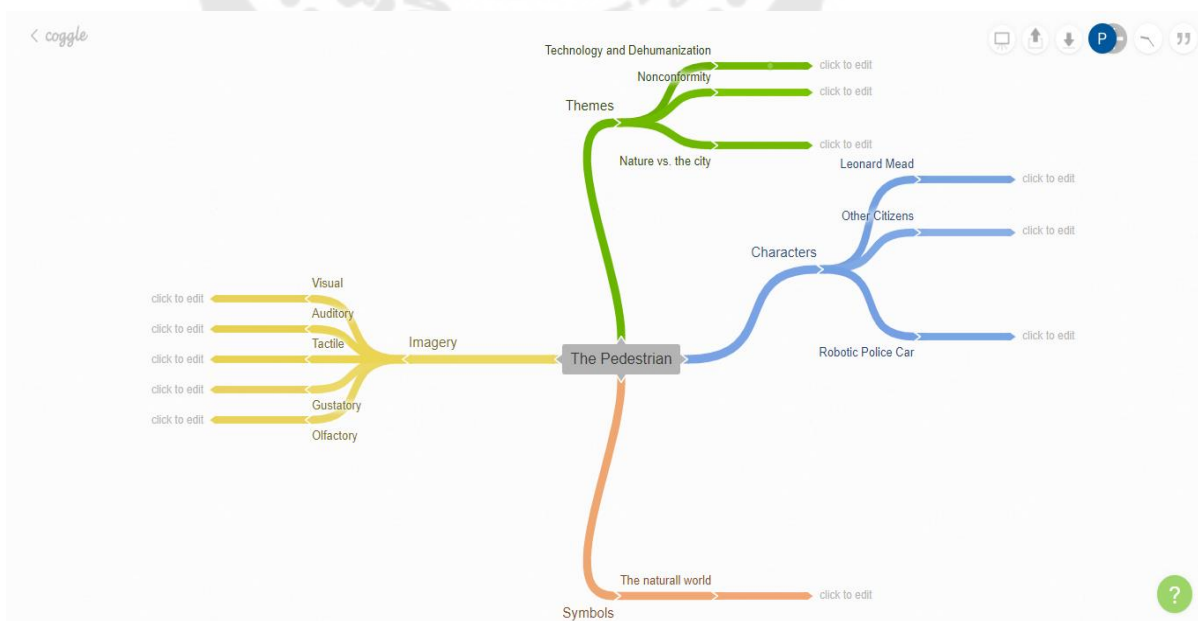 coggle
P
Technology and Dehumanization
click to edit
Nonconformity
click to edit
Themes
click to edit
Nature vs. the city
Leonard Mead
click to edit
Other Citizens
click to edit
Characters
Robotic Police Car
click to edit
Visual
click to edit
Auditory
click to edit
Tactile
click to edit
Imagery
click to edit
Gustatory
click to edit
Olfactory
The Pedestrian
The naturall world
click to edit
Symbols
?